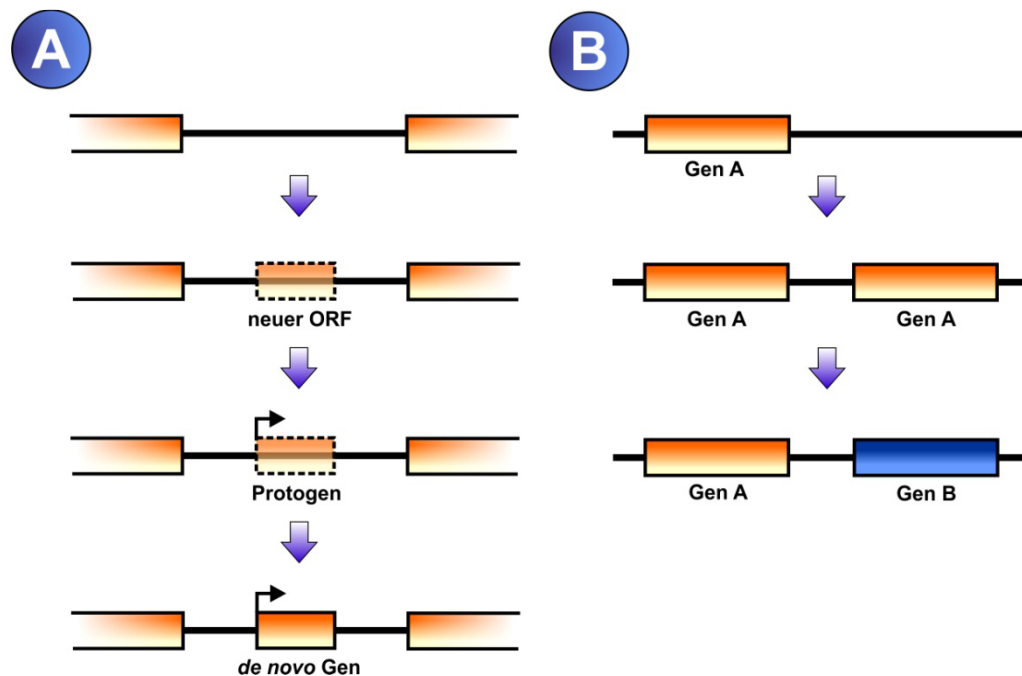 A
neuer ORF
Protogen
de novo Gen
B
Gen A
Gen A
Gen A
Gen A
Gen B